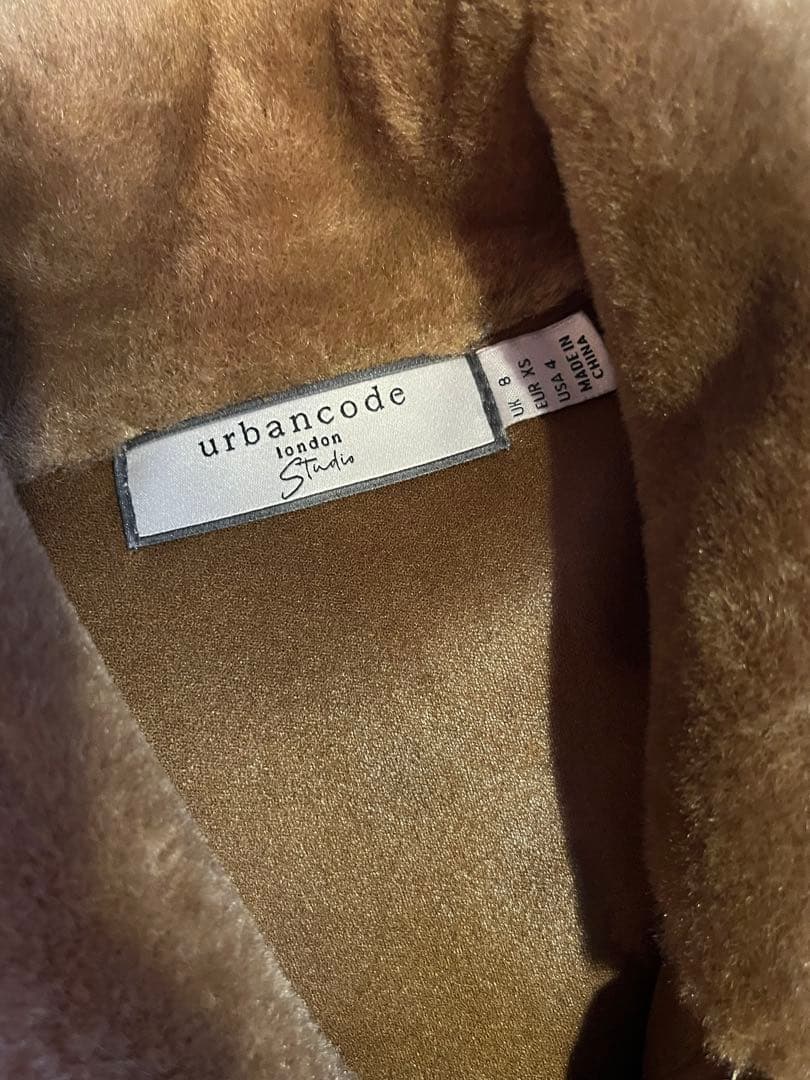 urbancode
london
Studio
UK 8
EUR XS
USA 4
MADE IN
CHINA